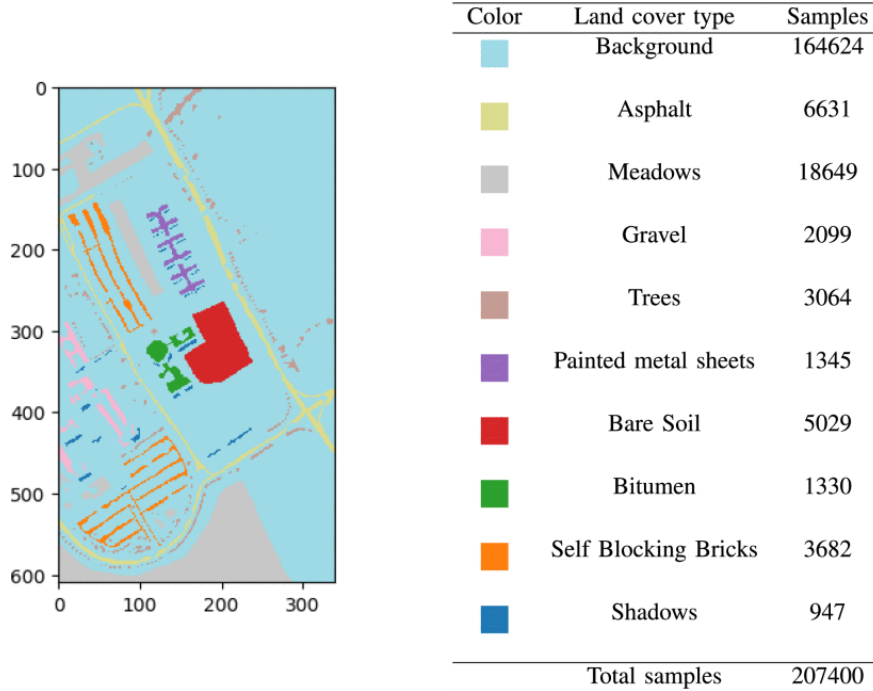 Color Land cover type Samples
Background 164624
Asphalt 6631
Meadows 18649
Gravel 2099
Trees 3064
Painted metal sheets 1345
Bare Soil 5029
Bitumen 1330
Self Blocking Bricks 3682
Shadows 947
Total samples 207400
0
100
200
300
400
500
600
0 100 200 300